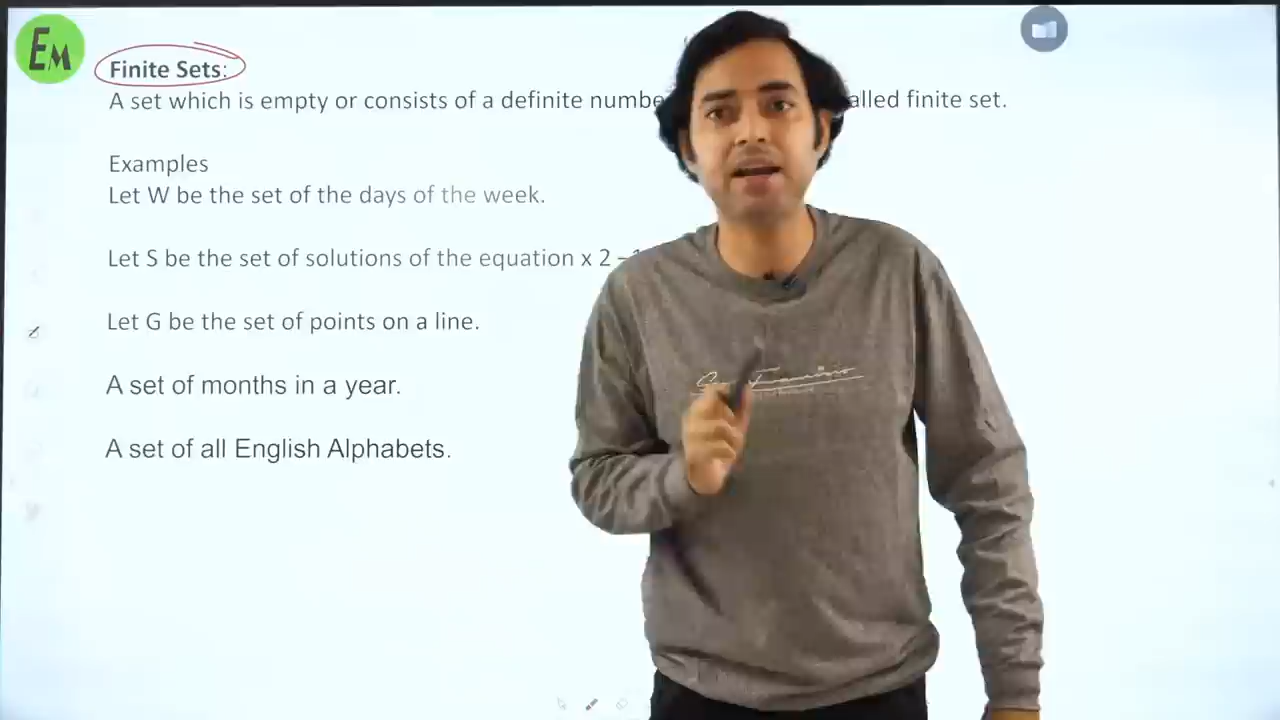 EM
Finite Sets:
A set which is empty or consists of a definite alled finite set.
Examples
Let W be the set of the days of the week.
Let S be the set of solutions of the equation x 2 –
Let G be the set of points on a line.
San Francisco
A set of months in a year.
A set of all English Alphabets.